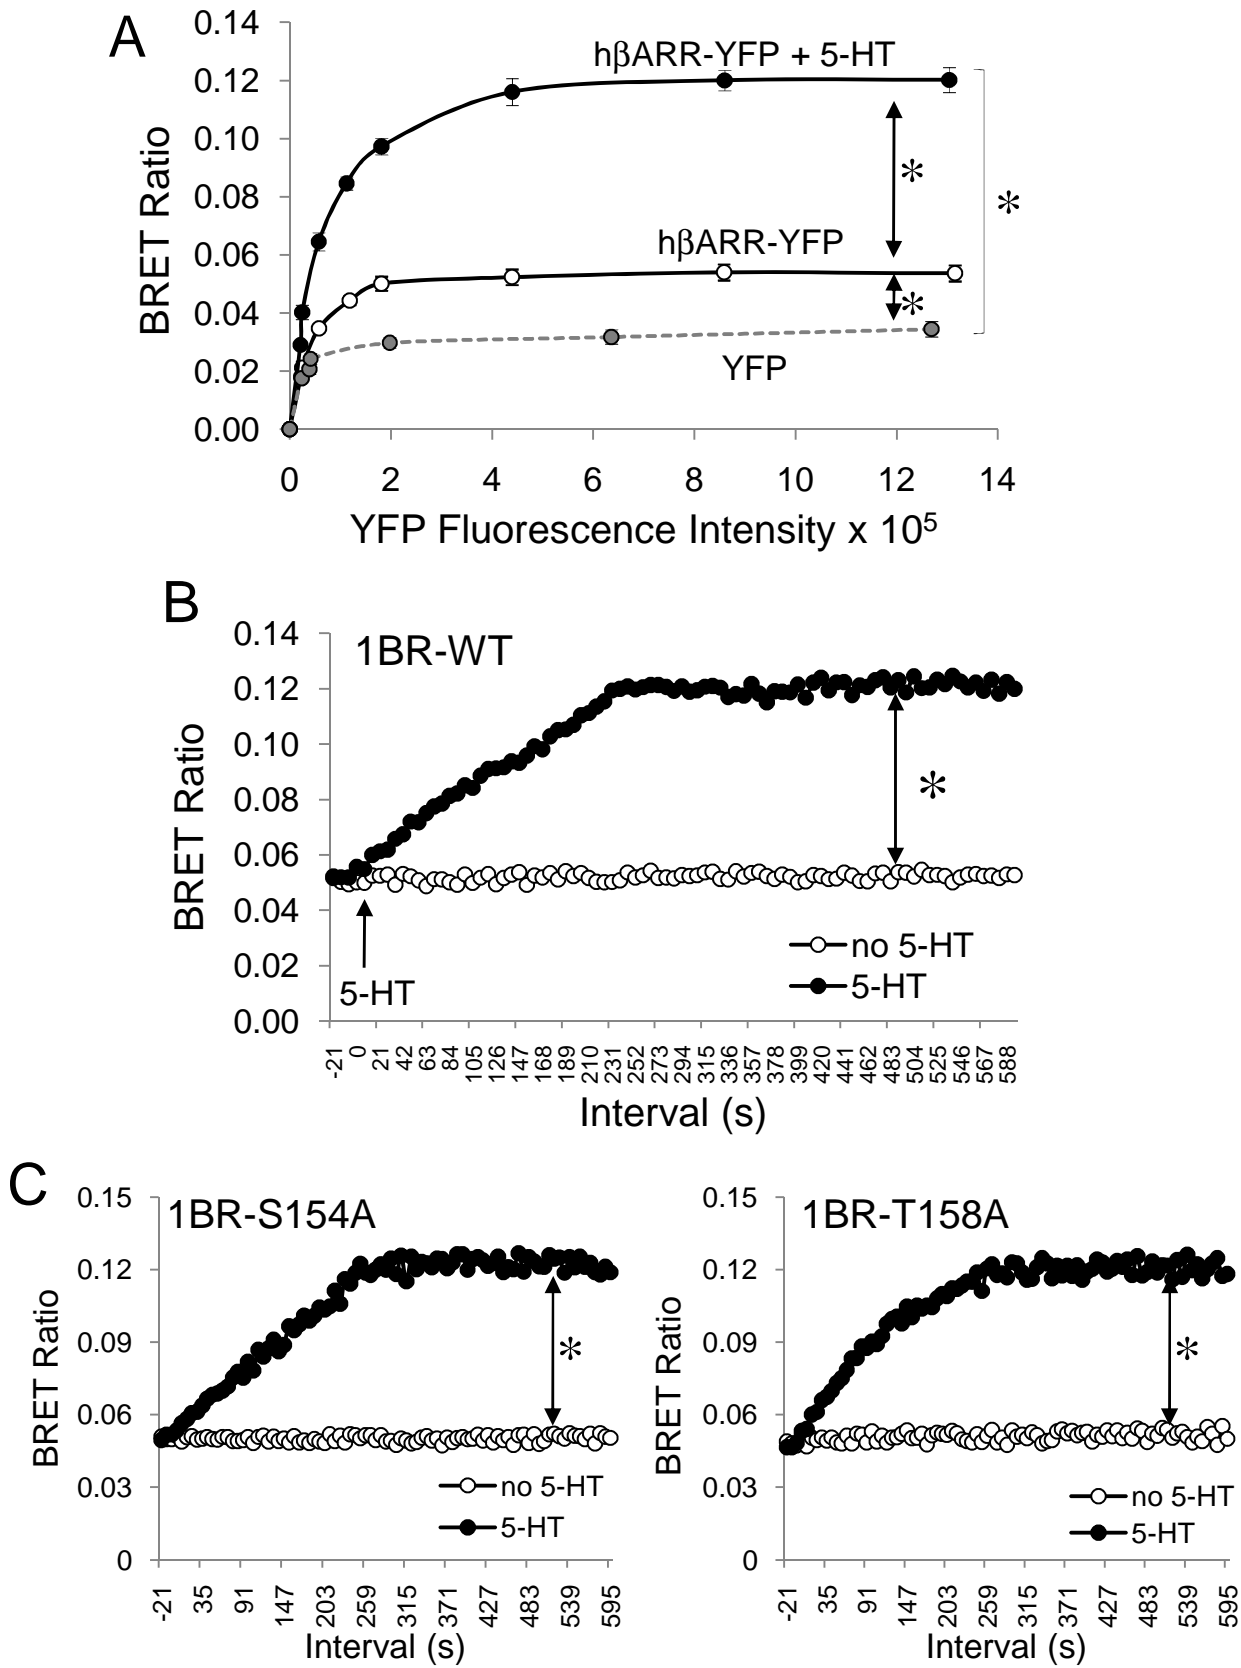 A
0.14
0.12
0.10
0.08
0.06
0.04
0.02
0.00
BRET Ratio
hβARR-YFP + 5-HT
*
*
hβARR-YFP
*
YFP
0 2 4 6 8 10 12 14
YFP Fluorescence Intensity x 10⁵
B
0.14
0.12
0.10
0.08
0.06
0.04
0.02
0.00
BRET Ratio
1BR-WT
*
5-HT
no 5-HT
5-HT
-21 0 21 42 63 84 105 126 147 168 189 210 231 252 273 294 315 336 357 378 399 420 441 462 483 504 525 546 567 588
Interval (s)
C
0.15
0.12
0.09
0.06
0.03
0
BRET Ratio
1BR-S154A
*
no 5-HT
5-HT
-21 35 91 147 203 259 315 371 427 483 539 595
Interval (s)
0.15
0.12
0.09
0.06
0.03
0
BRET Ratio
1BR-T158A
*
no 5-HT
5-HT
-21 35 91 147 203 259 315 371 427 483 539 595
Interval (s)